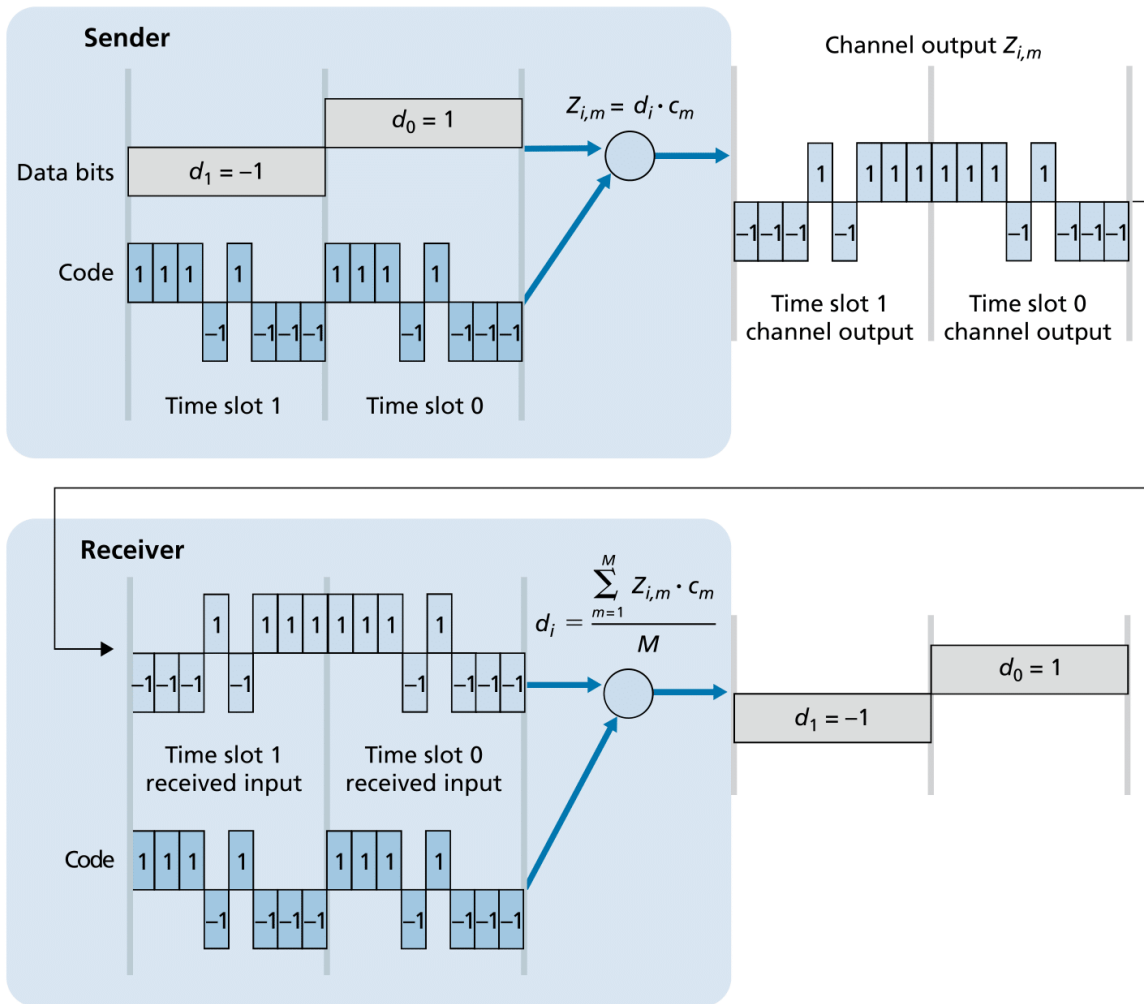 Sender
Channel output Z_{i,m}
Z_{i,m} = d_i · c_m
d_0 = 1
Data bits
d_1 = –1
1 1 1 1 1 1 1 1
–1 –1 –1 –1 –1 –1 –1 –1
Code
1 1 1 1 1 1 1 1
–1 –1 –1 –1 –1 –1 –1 –1
Time slot 1
channel output
Time slot 0
channel output
Time slot 1
Time slot 0
Receiver
d_i = \frac{\sum_{m=1}^{M} Z_{i,m} · c_m}{M}
1 1 1 1 1 1 1 1
–1 –1 –1 –1 –1 –1 –1 –1
d_0 = 1
d_1 = –1
Time slot 1
received input
Time slot 0
received input
Code
1 1 1 1 1 1 1 1
–1 –1 –1 –1 –1 –1 –1 –1